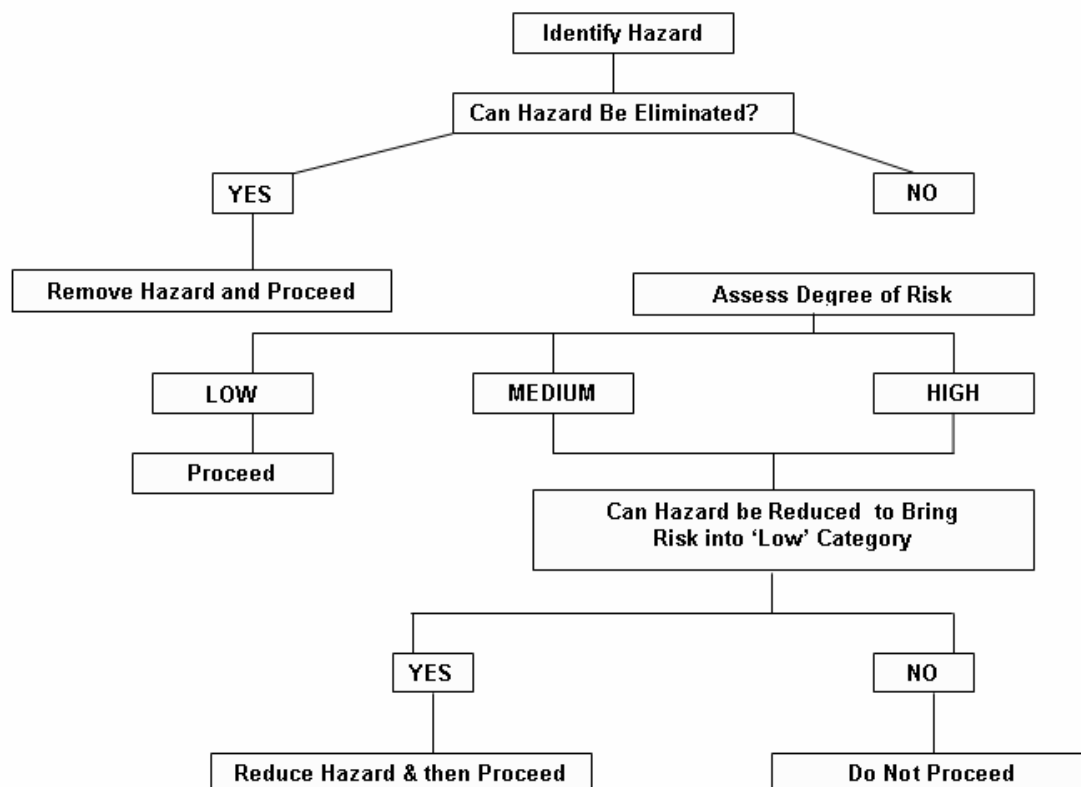 Identify Hazard
Can Hazard Be Eliminated?
YES
NO
Remove Hazard and Proceed
Assess Degree of Risk
LOW
MEDIUM
HIGH
Proceed
Can Hazard be Reduced to Bring
Risk into ‘Low’ Category
YES
NO
Reduce Hazard & then Proceed
Do Not Proceed